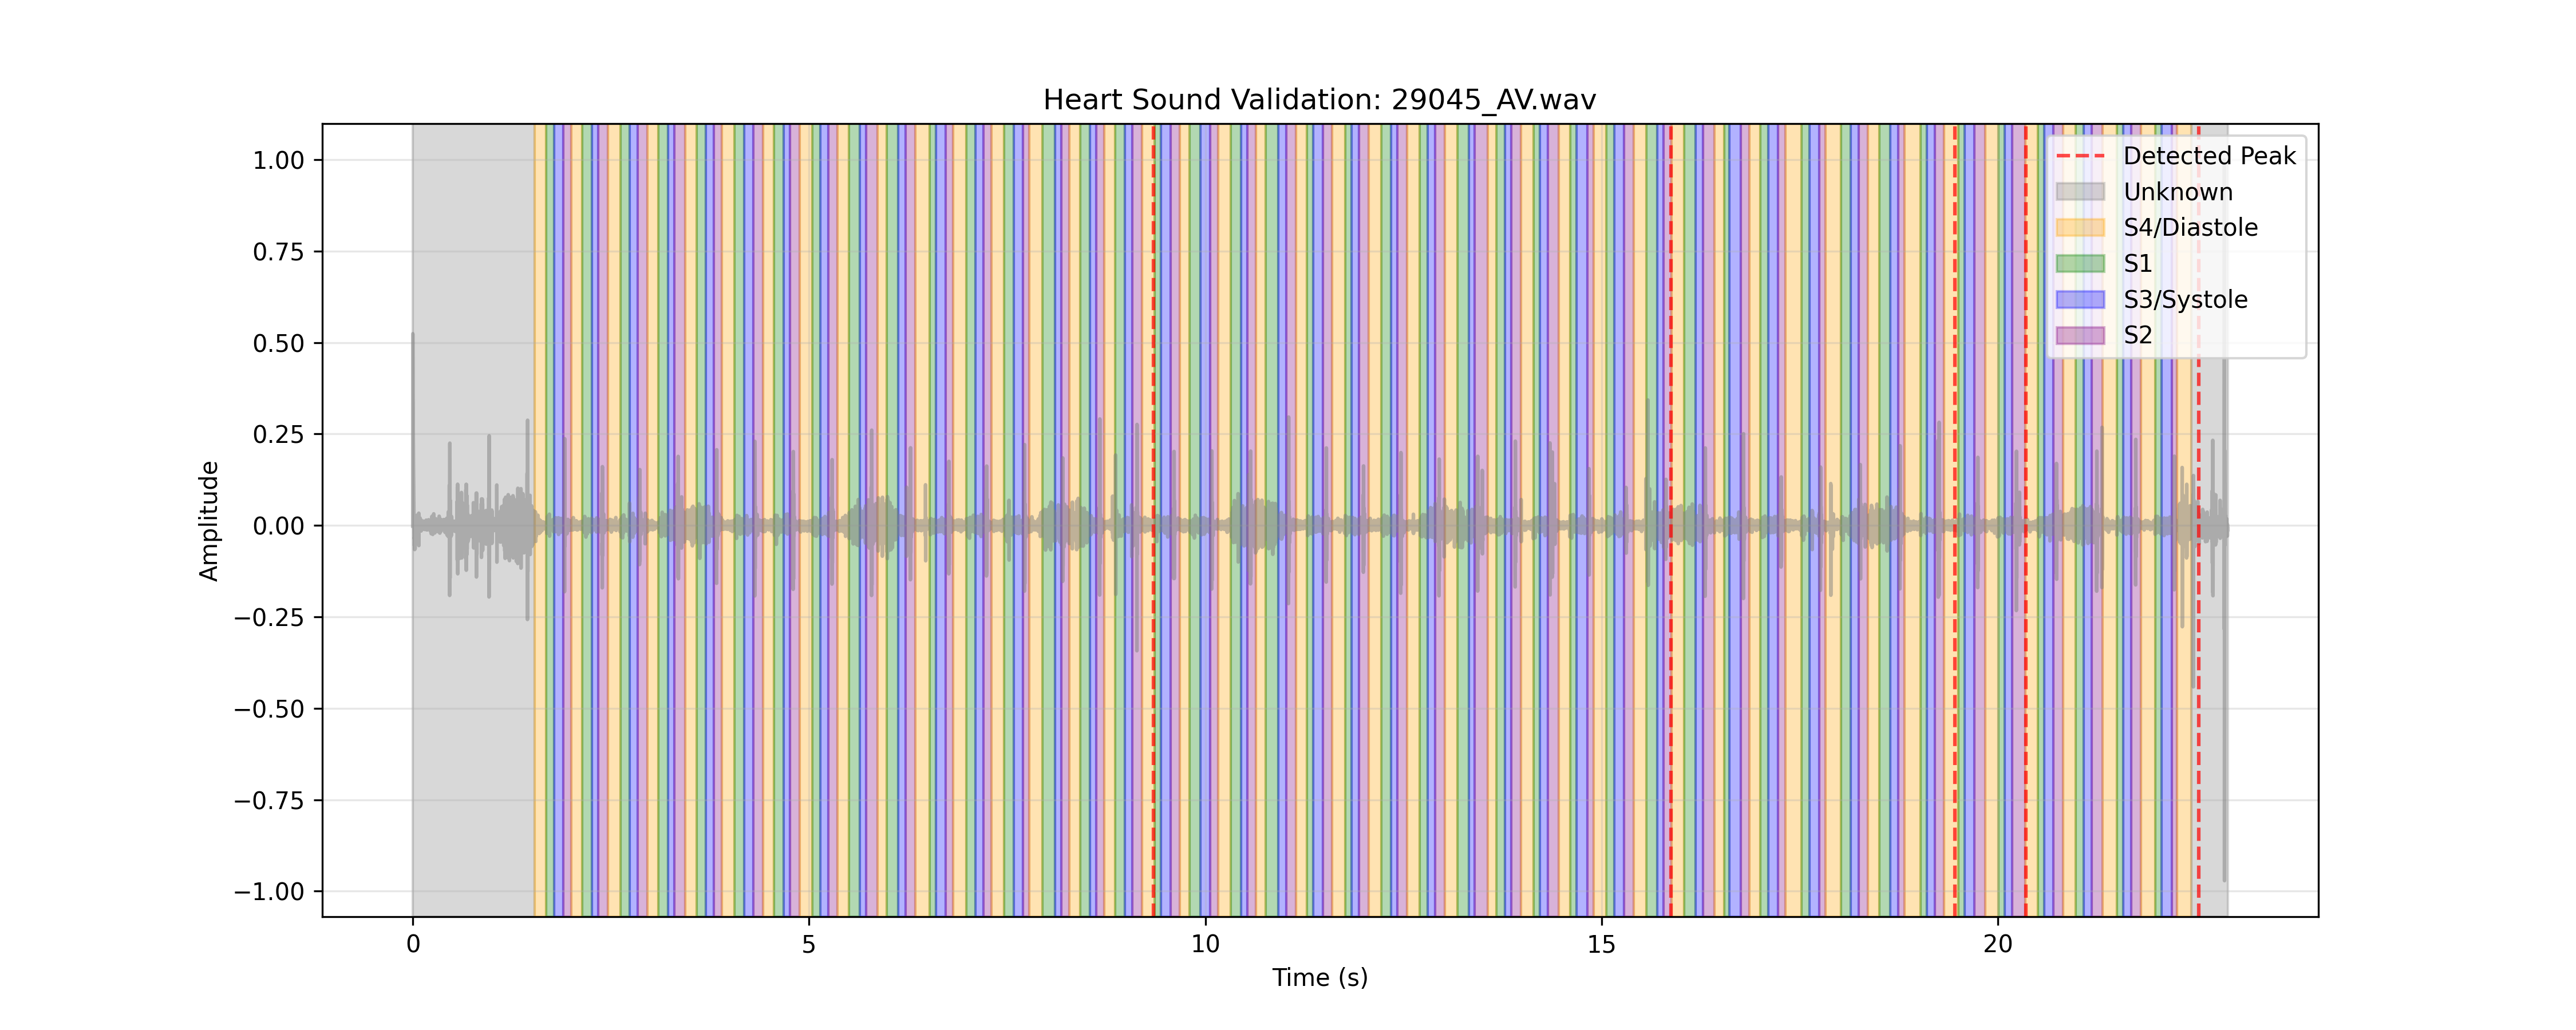 Heart Sound Validation: 29045_AV.wav
Detected Peak
Unknown
S4/Diastole
S1
S3/Systole
S2
1.00
0.75
0.50
0.25
0.00
−0.25
−0.50
−0.75
−1.00
Amplitude
0 5 10 15 20
Time (s)